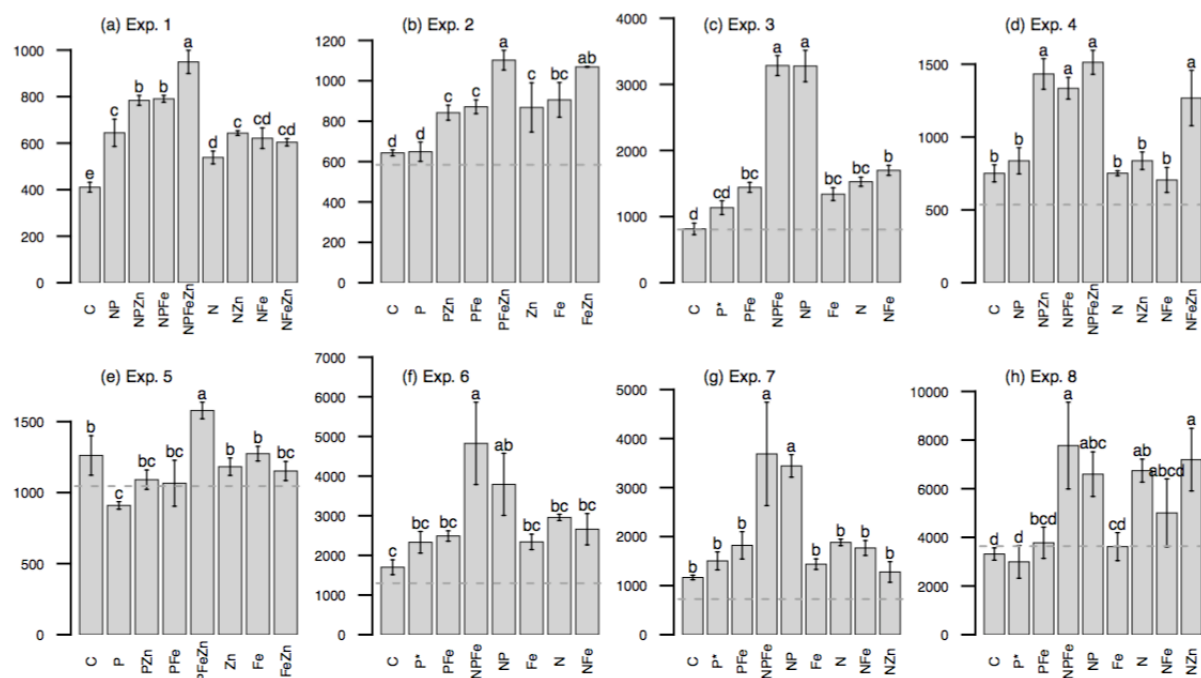 (a) Exp. 1
1000
800
600
400
200
0
a
b
b
c
c
d
cd
cd
e
C
NP
NPZn
NPFe
NPFeZn
N
NZn
NFe
NFeZn
(b) Exp. 2
1200
1000
800
600
400
200
0
d
d
c
c
a
c
bc
ab
C
P
PZn
PFe
PFeZn
Zn
Fe
FeZn
(c) Exp. 3
4000
3000
2000
1000
0
d
cd
bc
a
a
bc
bc
b
C
P*
PFe
NPFe
NP
Fe
N
NFe
(d) Exp. 4
1500
1000
500
0
b
b
a
a
a
b
b
b
a
C
NP
NPZn
NPFe
NPFeZn
N
NZn
NFe
NFeZn
(e) Exp. 5
1500
1000
500
0
b
c
bc
bc
a
b
b
bc
C
P
PZn
PFe
PFeZn
Zn
Fe
FeZn
(f) Exp. 6
7000
6000
5000
4000
3000
2000
1000
0
c
bc
bc
a
ab
bc
bc
bc
C
P*
PFe
NPFe
NP
Fe
N
NFe
(g) Exp. 7
5000
4000
3000
2000
1000
0
b
b
b
a
a
b
b
b
b
C
P*
PFe
NPFe
NP
Fe
N
NFe
NZn
(h) Exp. 8
10000
8000
6000
4000
2000
0
d
d
bcd
a
abc
cd
ab
abcd
a
C
P*
PFe
NPFe
NP
Fe
N
NFe
NZn